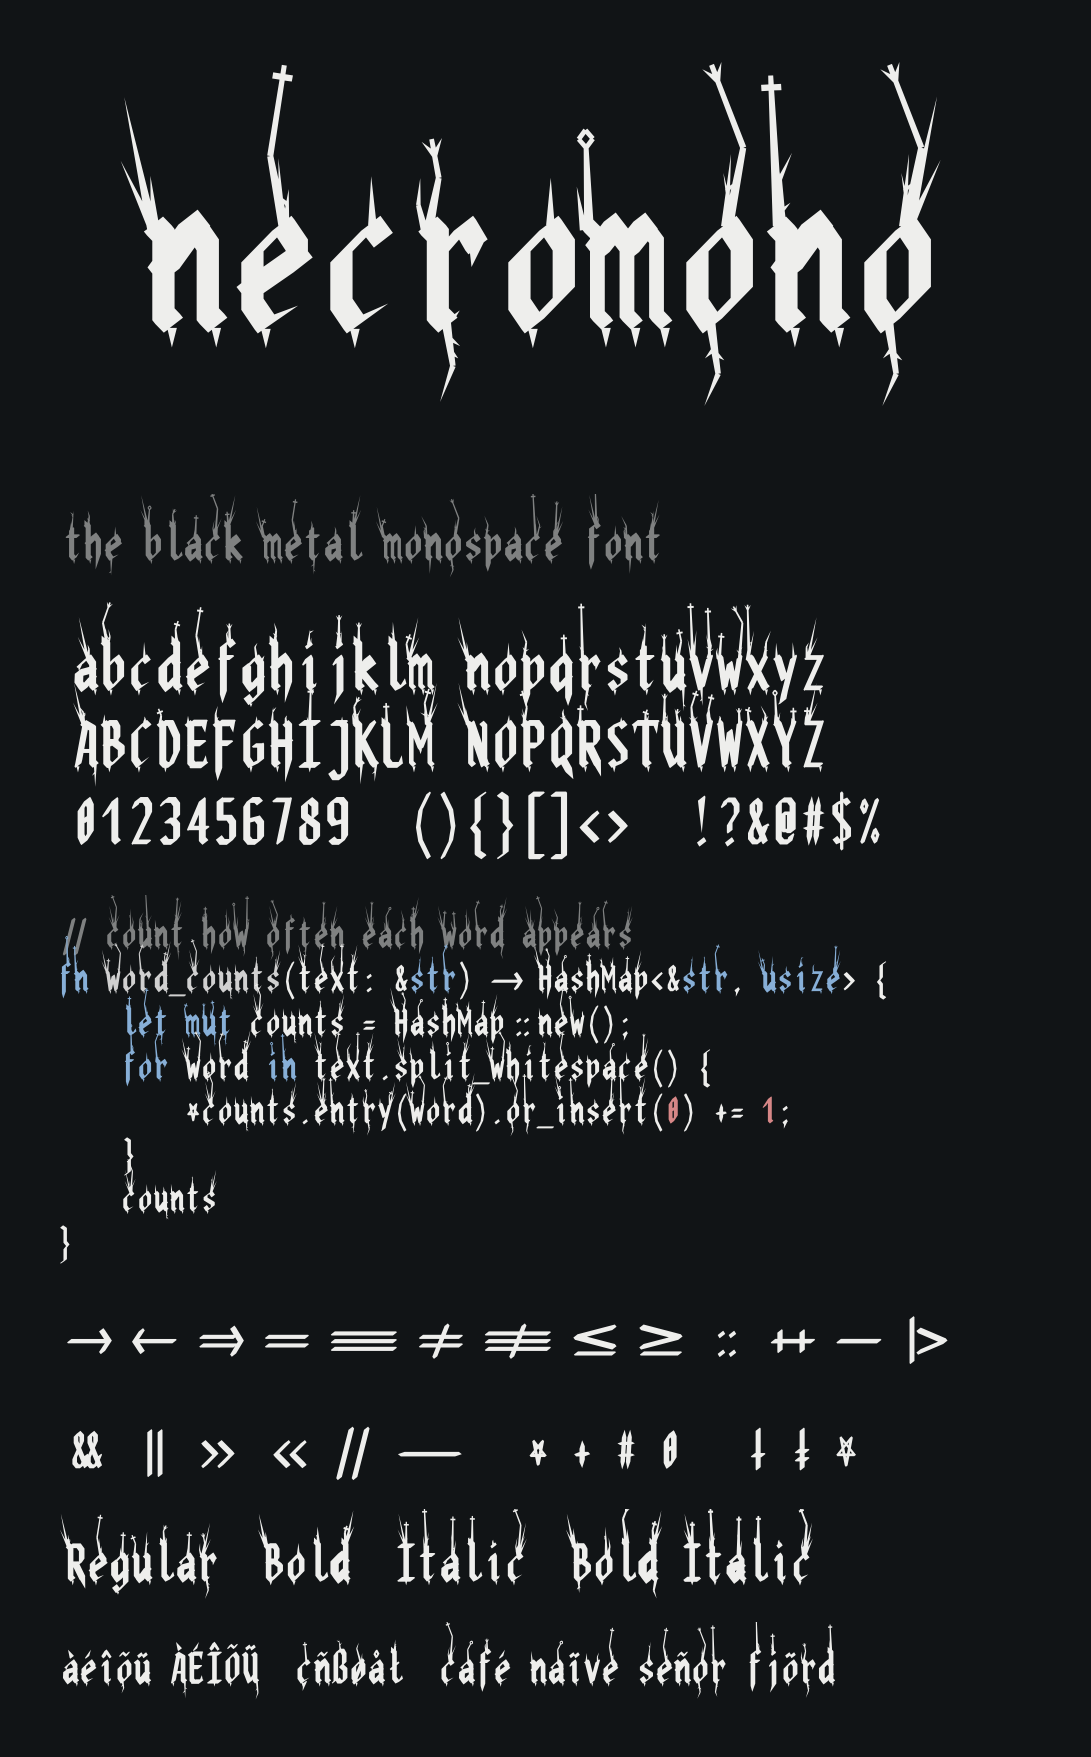 necromono
the black metal monospace font
abcdefghijklm nopqrstuvwxyz
ABCDEFGHIJKLM NOPQRSTUVWXYZ
0123456789 (){}[]<> !?&@#$%
// count how often each word appears
fn word_counts(text: &str) → HashMap<&str, usize> {
let mut counts = HashMap::new();
for word in text.split_whitespace() {
*counts.entry(word).or_insert(0) += 1;
}
counts
}
→ ← ⇒ = ≡ ≠ ≢ ≤ ≥ :: ++ — |>
&& || >> << // — * + # 0 † ‡ ⛧
Regular Bold Italic Bold Italic
àéîõü ÀÉÎÕÜ çñßøåł café naïve señor fjörd